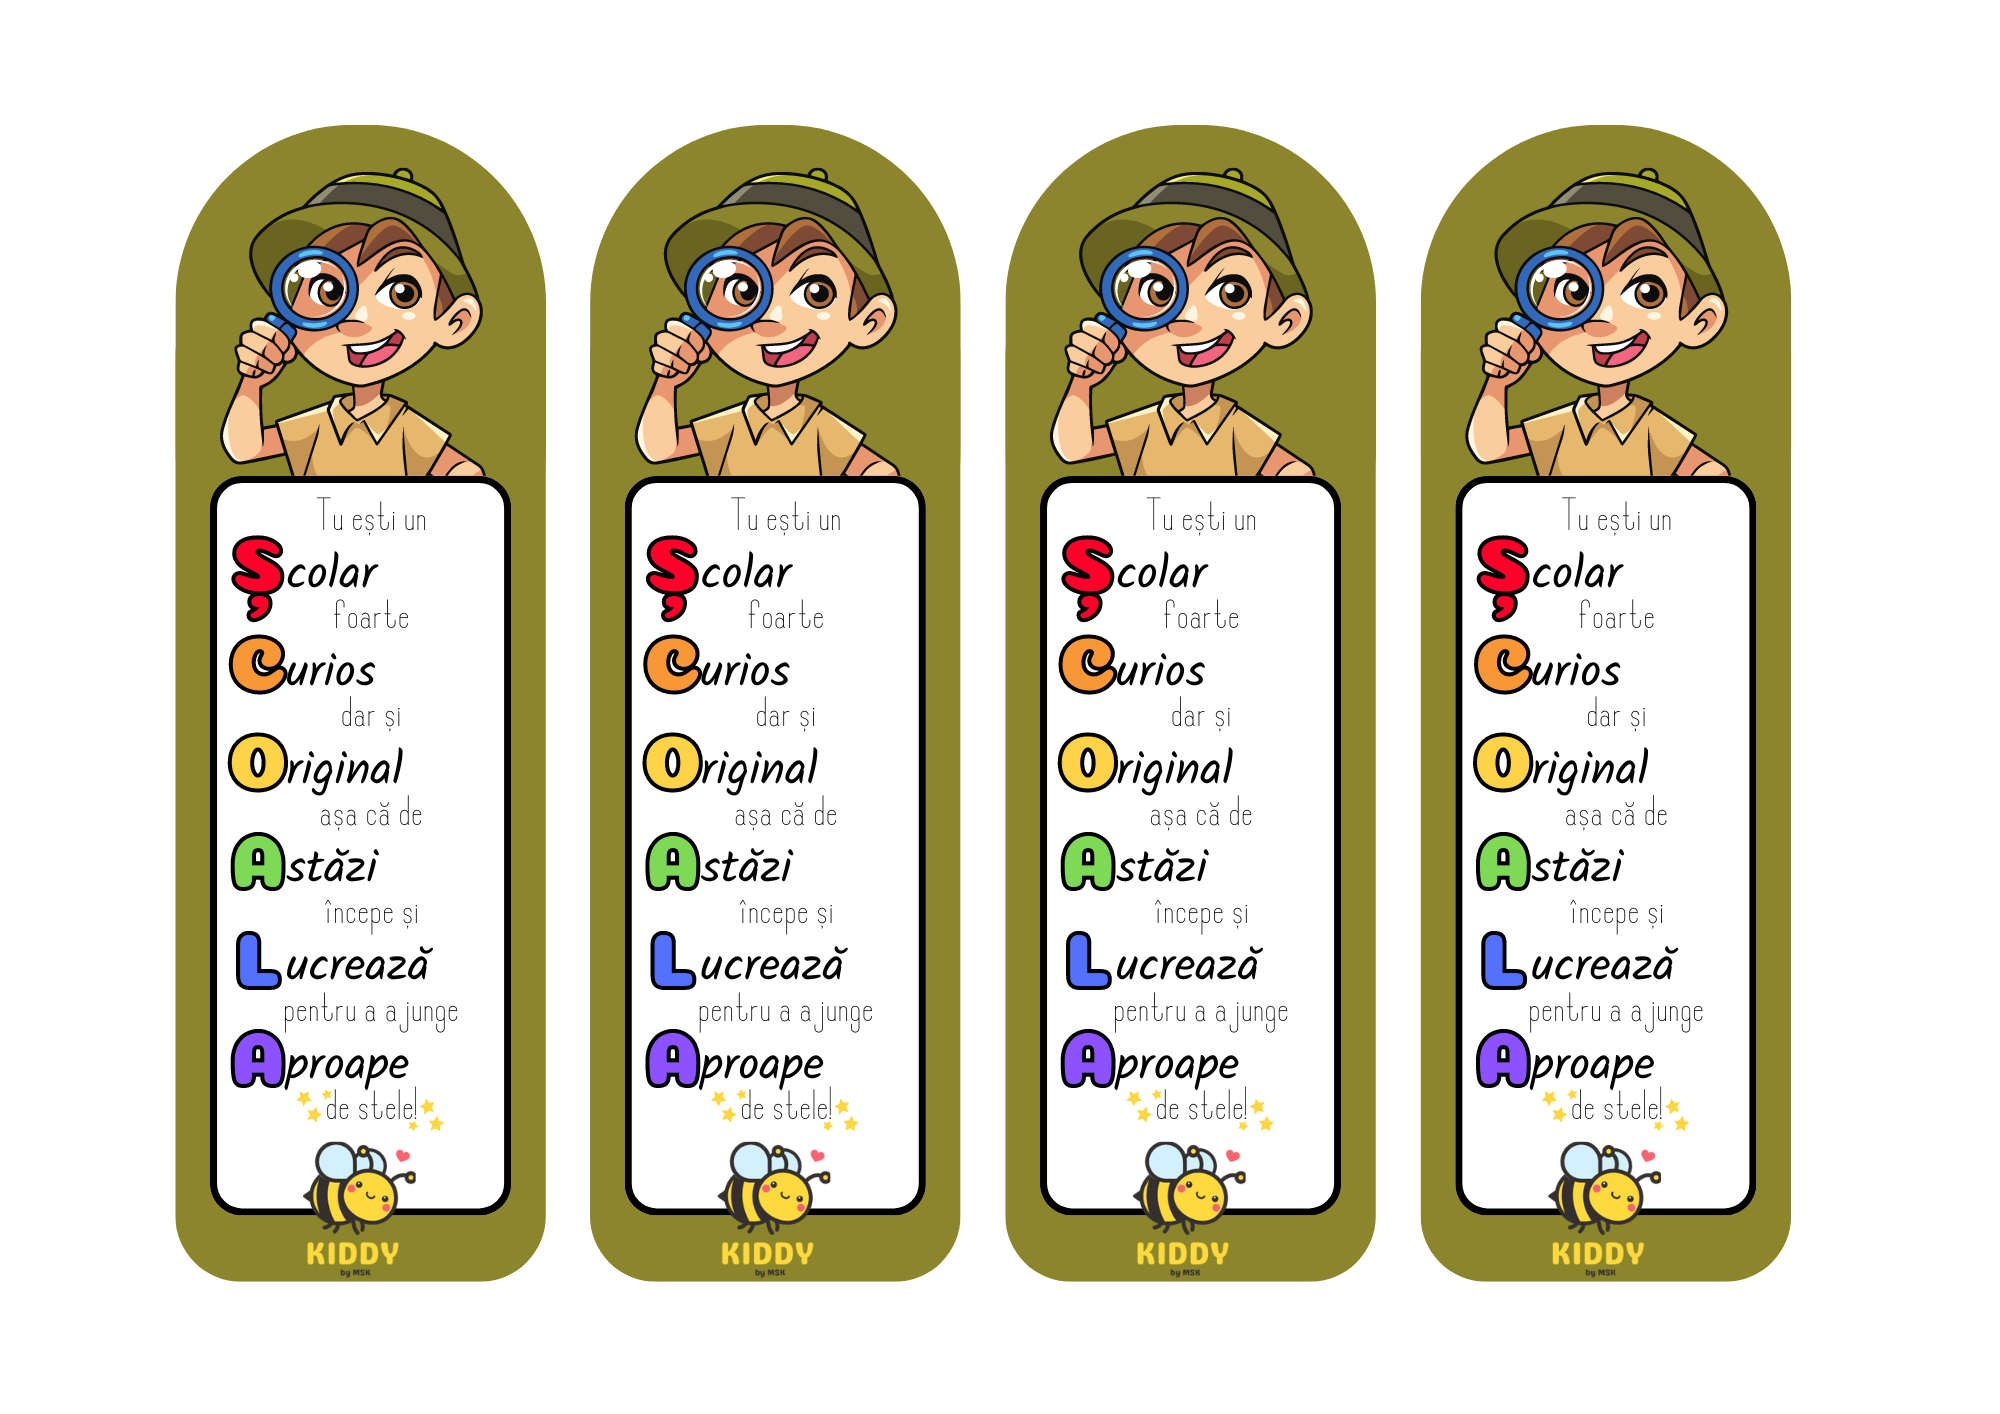 Tu ești un
Școlar
foarte
Curios
dar și
Original
așa că de
Astăzi
începe și
Lucrează
pentru a ajunge
Aproape
de stele!
KIDDY
by MSK
Tu ești un
Școlar
foarte
Curios
dar și
Original
așa că de
Astăzi
începe și
Lucrează
pentru a ajunge
Aproape
de stele!
KIDDY
by MSK
Tu ești un
Școlar
foarte
Curios
dar și
Original
așa că de
Astăzi
începe și
Lucrează
pentru a ajunge
Aproape
de stele!
KIDDY
by MSK
Tu ești un
Școlar
foarte
Curios
dar și
Original
așa că de
Astăzi
începe și
Lucrează
pentru a ajunge
Aproape
de stele!
KIDDY
by MSK